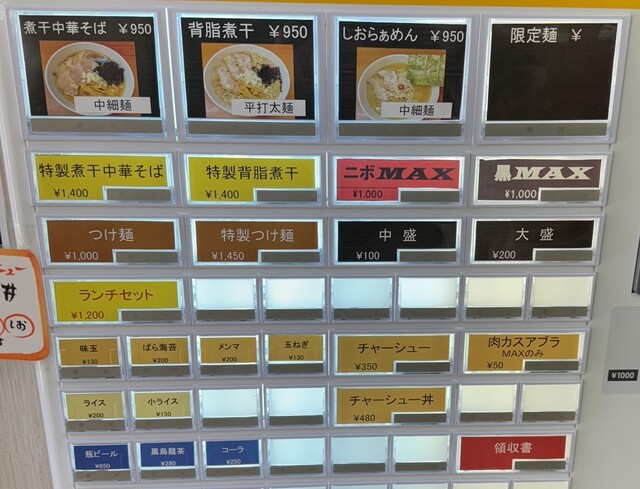 煮干中華そば ¥950
中細麺
背脂煮干 ¥950
平打太麺
しおらぁめん ¥950
中細麺
限定麺 ¥
特製煮干中華そば
¥1,400
特製背脂煮干
¥1,400
ニボMAX
¥1,000
黒MAX
¥1,000
つけ麺
¥1,000
特製つけ麺
¥1,450
中盛
¥100
大盛
¥200
ランチセット
¥1,200
味玉
¥130
ばら海苔
¥200
メンマ
¥200
玉ねぎ
¥130
チャーシュー
¥350
肉カスアブラ
MAXのみ
¥50
ライス
¥200
小ライス
¥150
チャーシュー丼
¥480
瓶ビール
¥650
黒烏龍茶
¥280
コーラ
¥250
領収書
丼
しお
¥1000